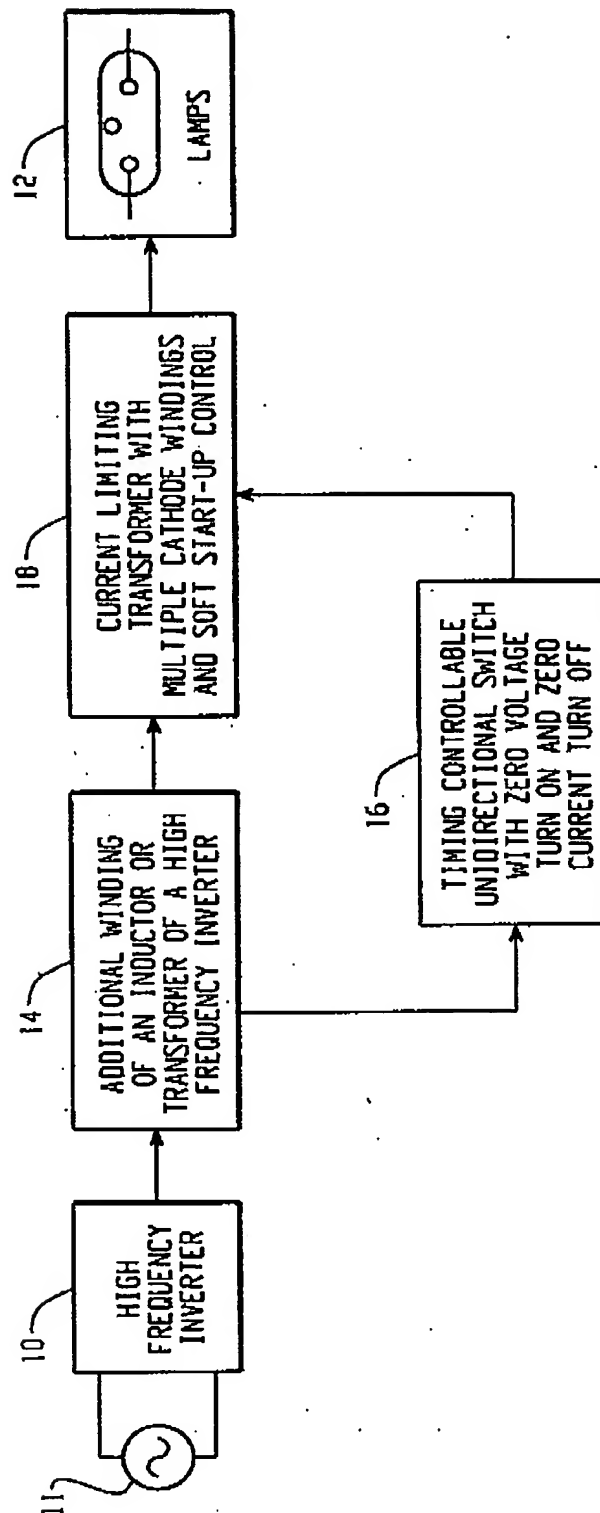 11
10
HIGH
FREQUENCY
INVERTER
14
ADDITIONAL WINDING
OF AN INDUCTOR OR
TRANSFORMER OF A HIGH
FREQUENCY INVERTER
18
CURRENT LIMITING
TRANSFORMER WITH
MULTIPLE CATHODE WINDINGS
AND SOFT START-UP CONTROL
12
LAMPS
16
TIMING CONTROLLABLE
UNIDIRECTIONAL SWITCH
WITH ZERO VOLTAGE
TURN ON AND ZERO
CURRENT TURN OFF